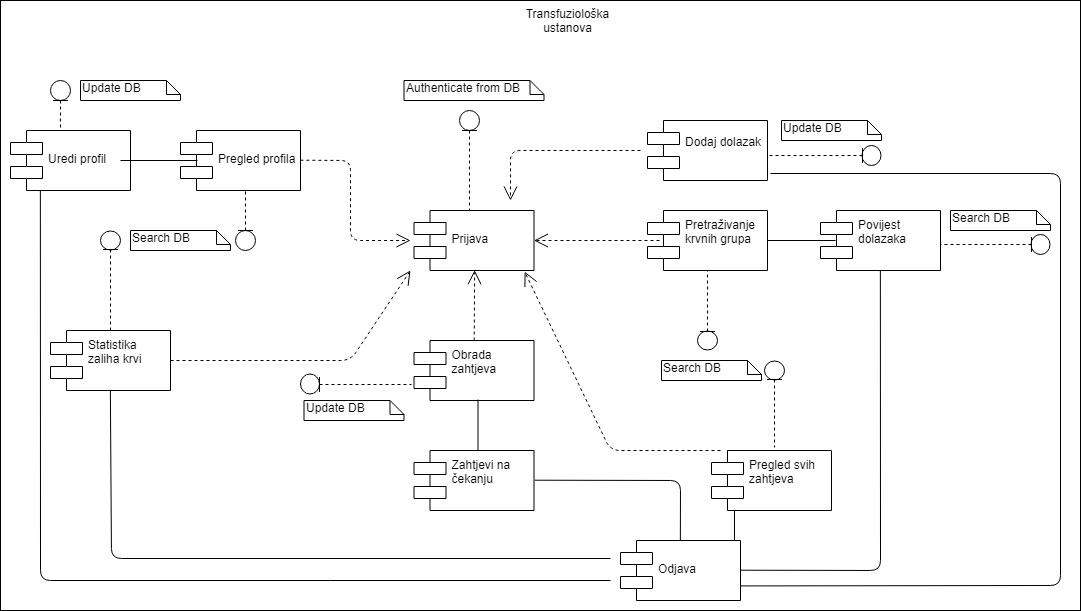 Transfuziološka
ustanova
Update DB
Authenticate from DB
Uredi profil
Pregled profila
Dodaj dolazak
Update DB
Search DB
Prijava
Pretraživanje
krvnih grupa
Povijest
dolazaka
Search DB
Statistika
zaliha krvi
Obrada
zahtjeva
Search DB
Update DB
Zahtjevi na
čekanju
Pregled svih
zahtjeva
Odjava